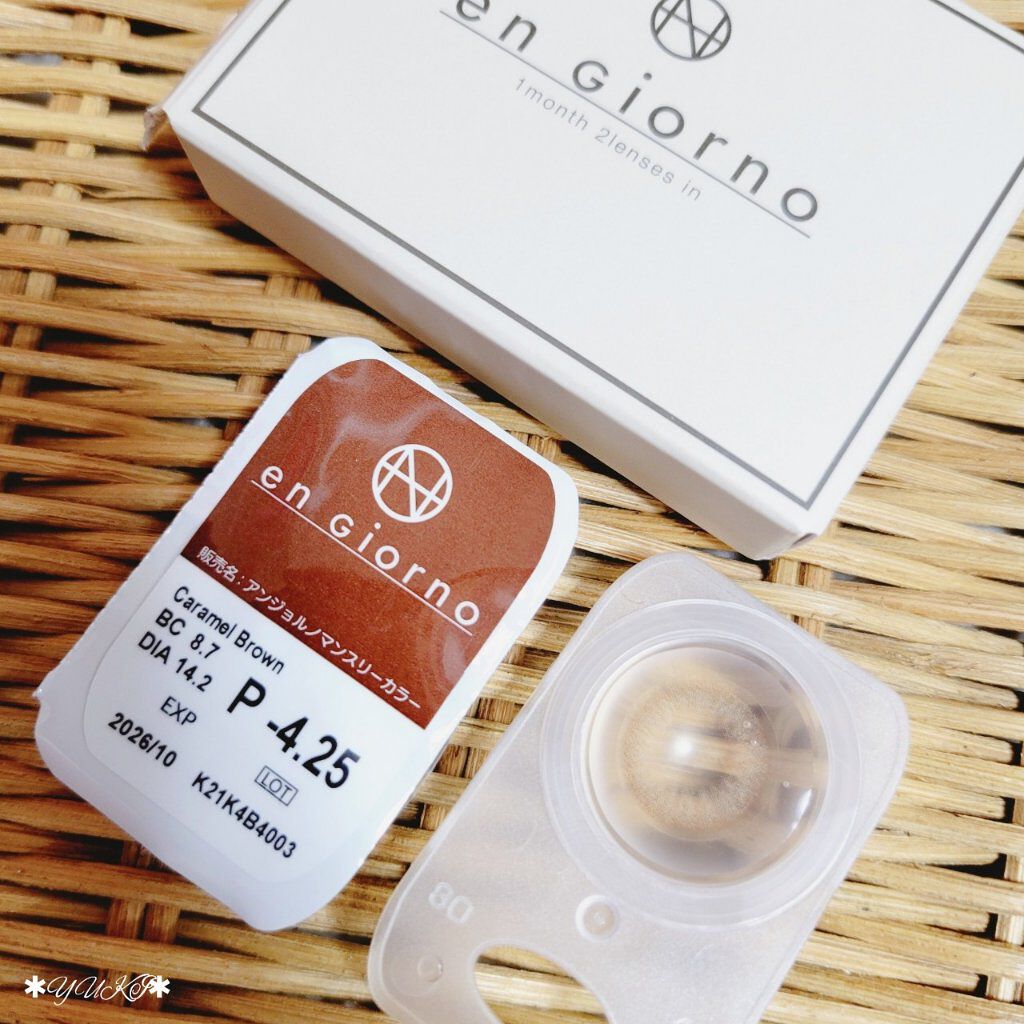 en Giorno
1month 2lenses in
en Giorno
販売名：アンジョルノマンスリーカラー
Caramel Brown
BC 8.7
DIA 14.2
P -4.25
EXP
2026/10
LOT
K21K4B4003
08
✱YUKI✱